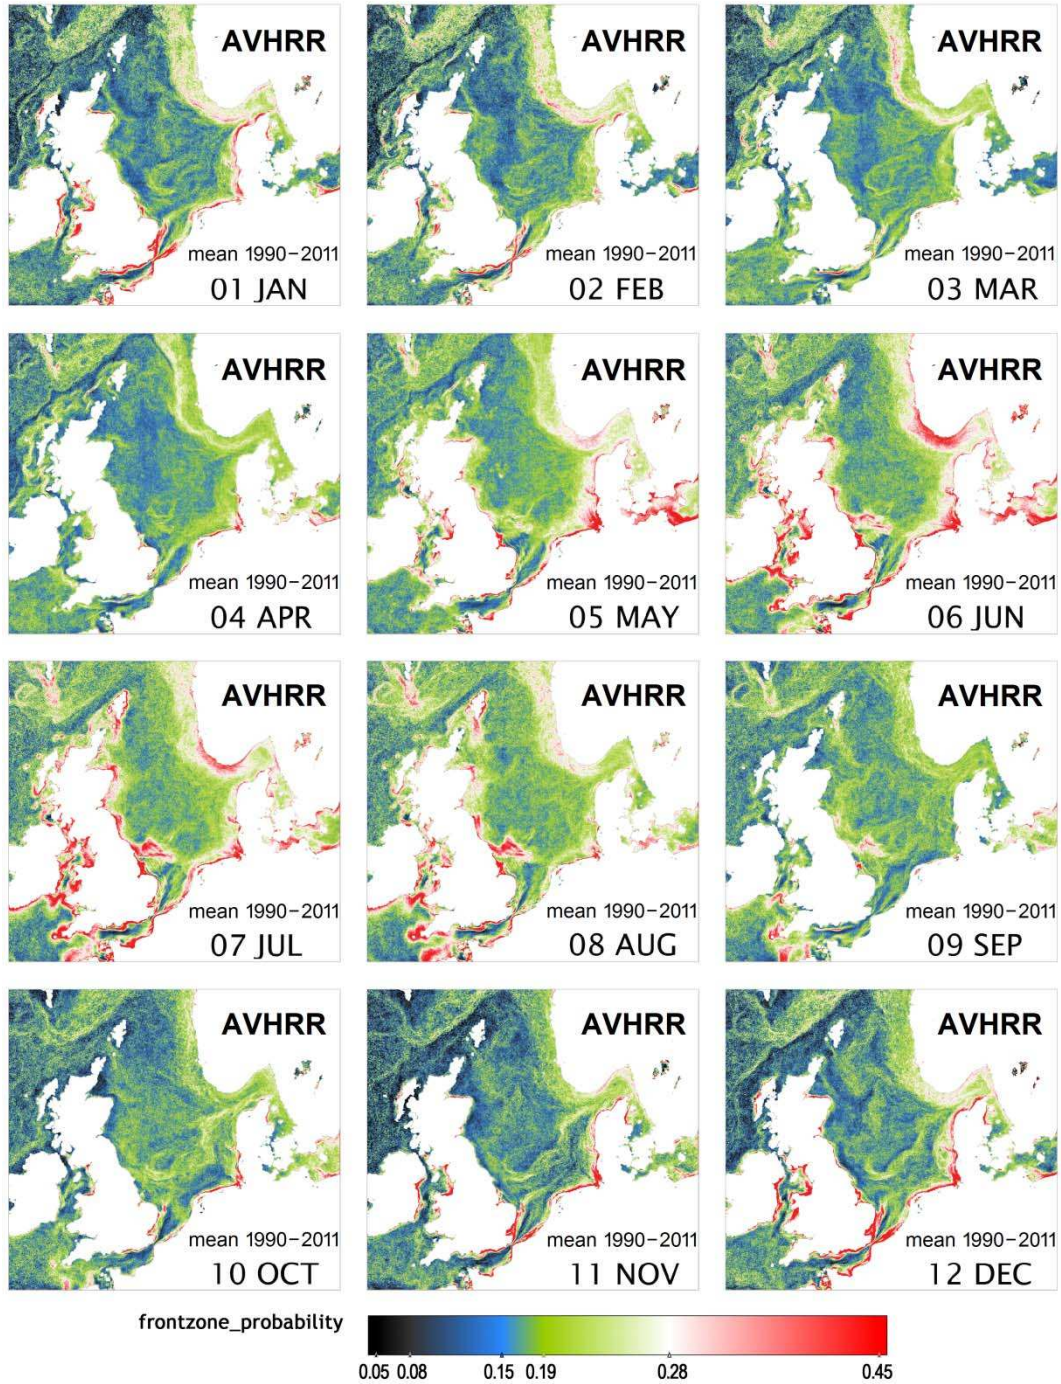 AVHRR
mean 1990–2011
01 JAN
AVHRR
mean 1990–2011
02 FEB
AVHRR
mean 1990–2011
03 MAR
AVHRR
mean 1990–2011
04 APR
AVHRR
mean 1990–2011
05 MAY
AVHRR
mean 1990–2011
06 JUN
AVHRR
mean 1990–2011
07 JUL
AVHRR
mean 1990–2011
08 AUG
AVHRR
mean 1990–2011
09 SEP
AVHRR
mean 1990–2011
10 OCT
AVHRR
mean 1990–2011
11 NOV
AVHRR
mean 1990–2011
12 DEC
frontzone_probability
0.05 0.08 0.15 0.19 0.28 0.45